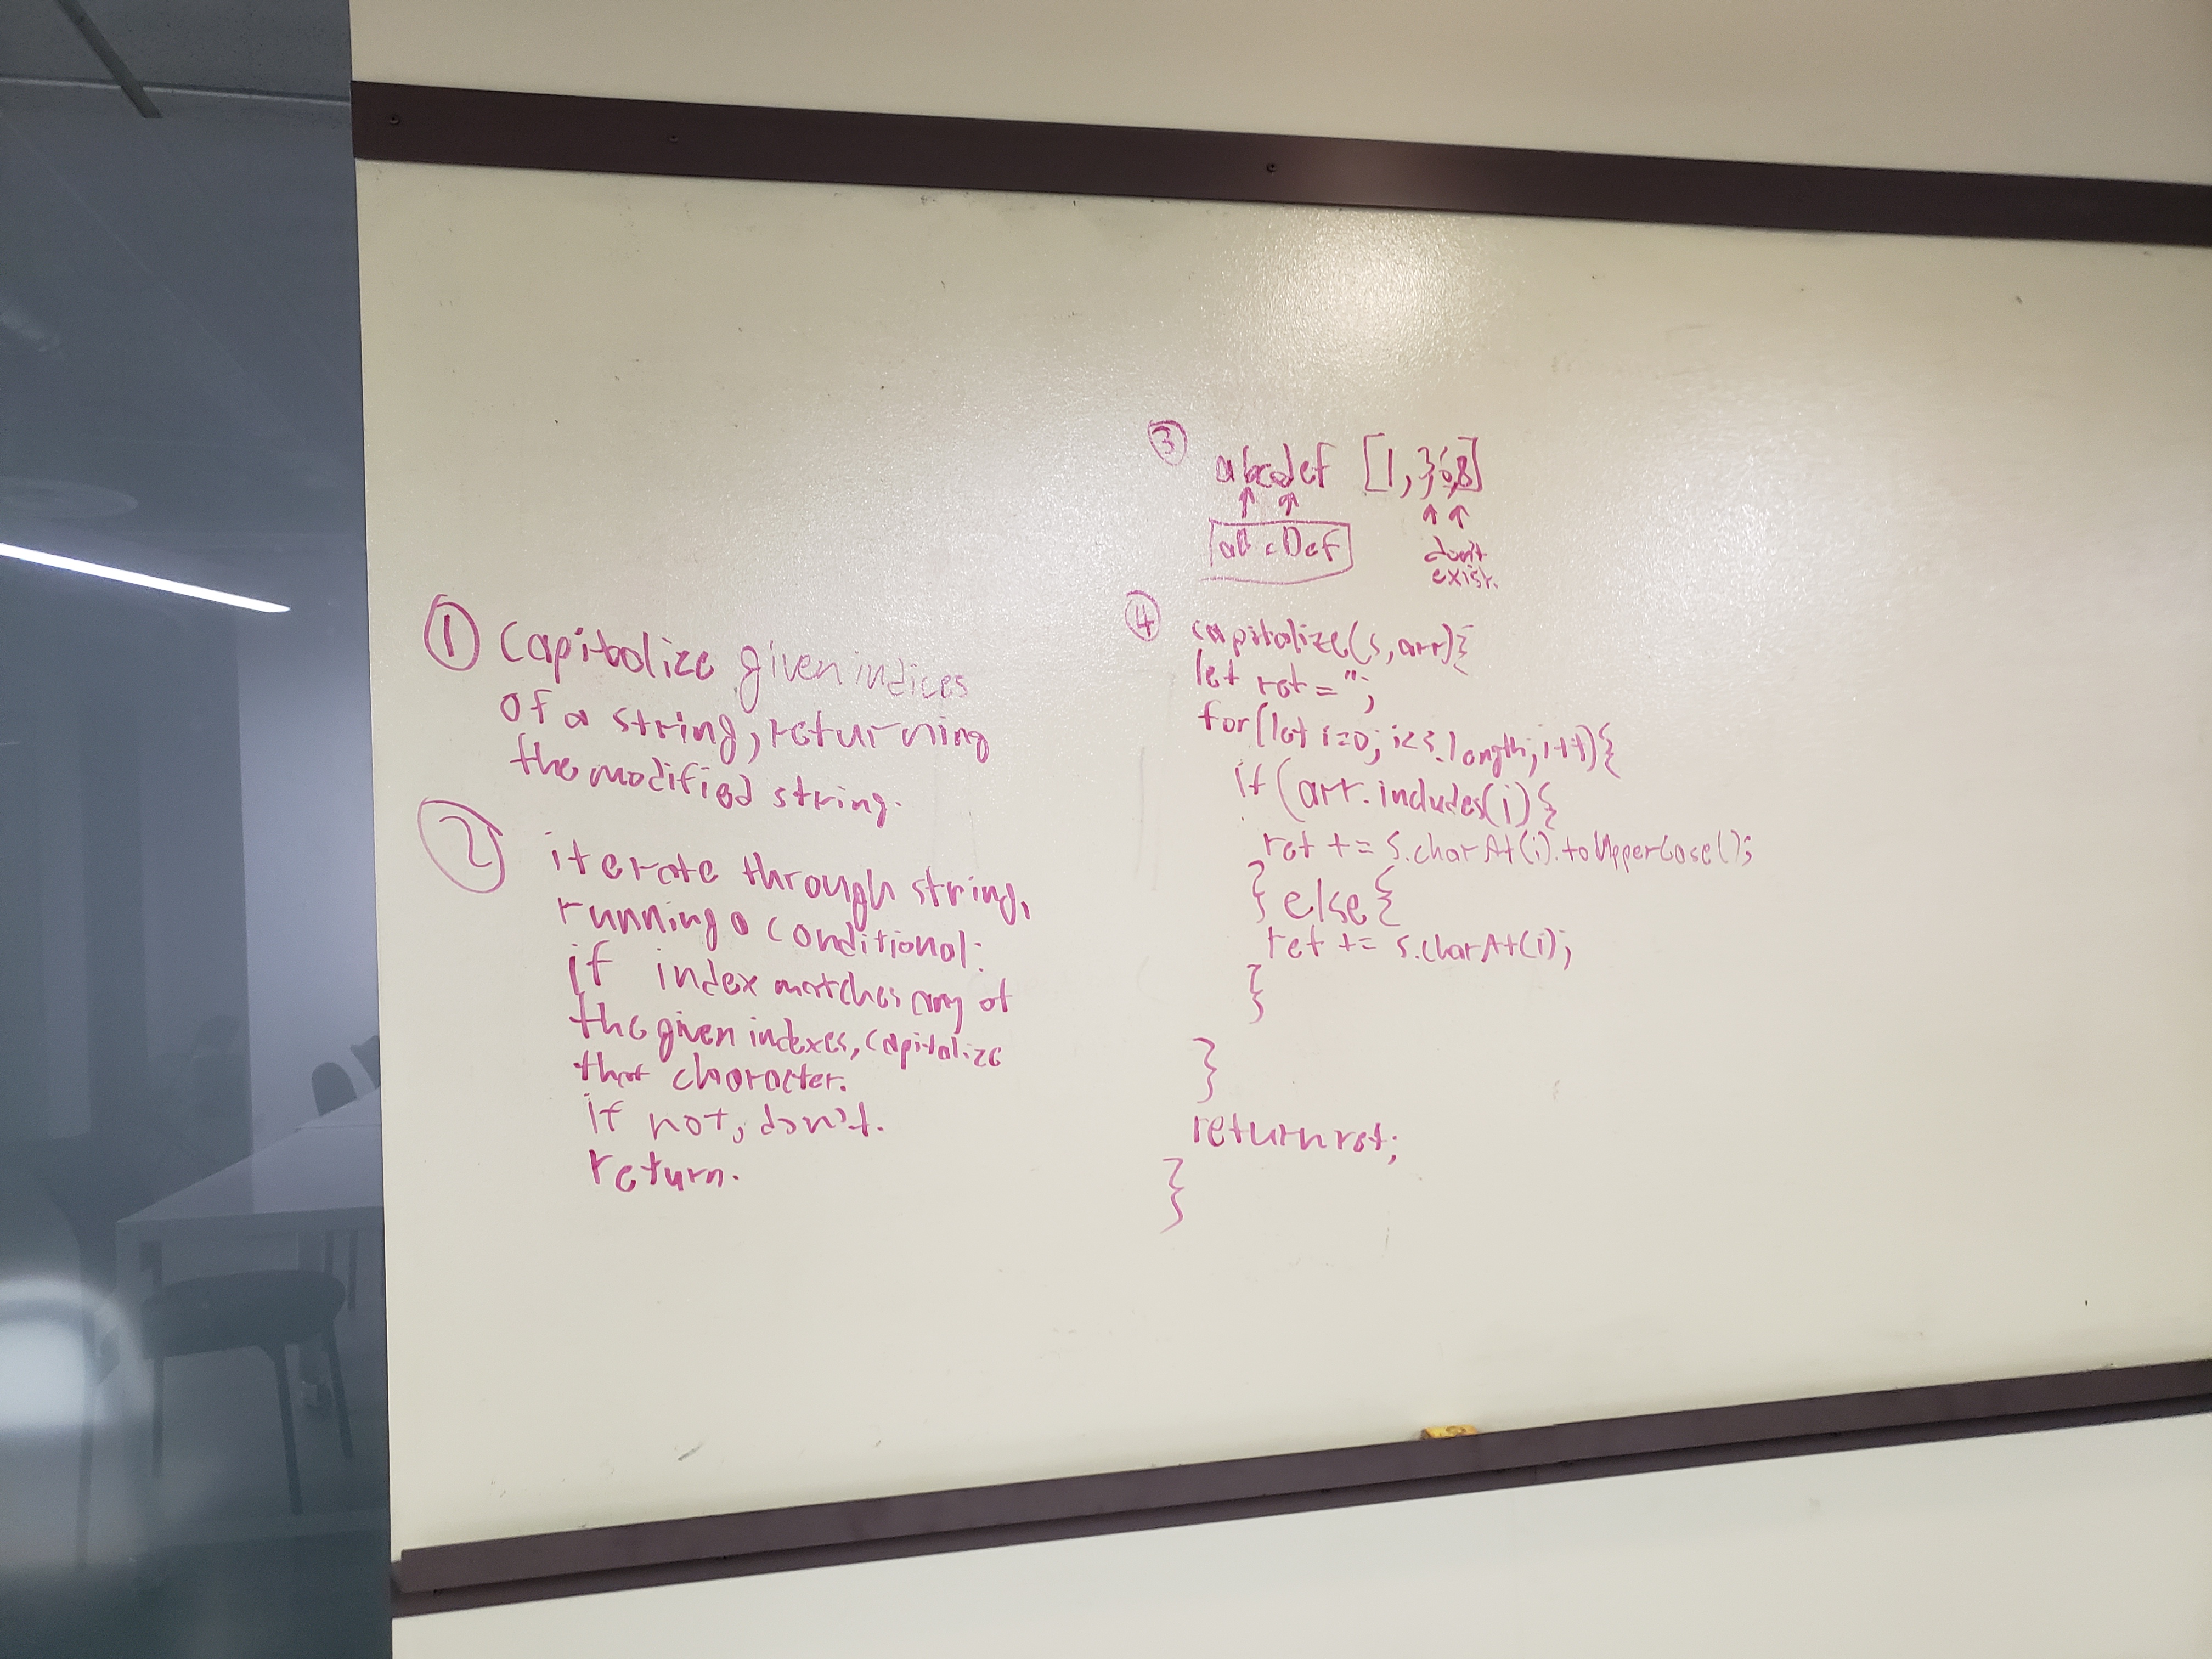 ① Capitalize given indices
of a string, returning
the modified string.
② iterate through string,
running a conditional:
if index matches any of
the given indexes, capitalize
that character.
if not, don't.
return.
③ abcdef [1,3,6,8]
↑ ↑ ↑ ↑
aBcDef don't
exist.
④ capitalize(s,arr){
let ret = '';
for(let i=0; i<s.length; i++){
if (arr.includes(i){
ret += s.charAt(i).toUpperCase();
} else {
ret += s.charAt(i);
}
}
return ret;
}